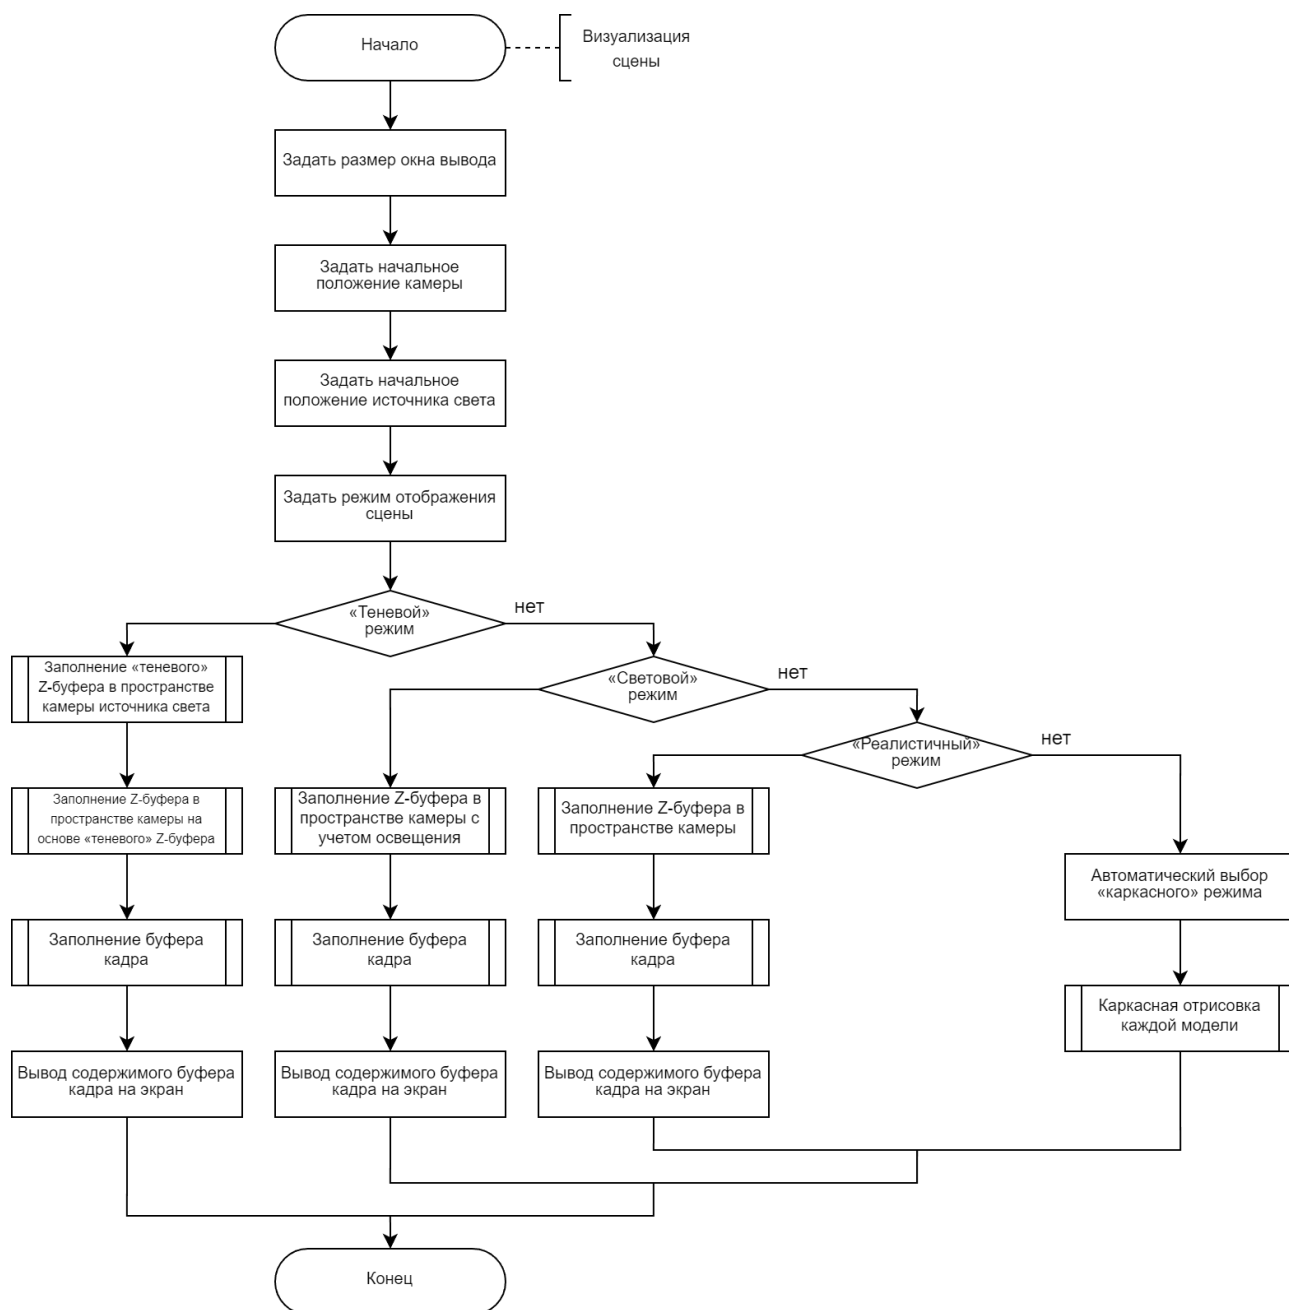 Начало
Визуализация
сцены
Задать размер окна вывода
Задать начальное
положение камеры
Задать начальное
положение источника света
Задать режим отображения
сцены
«Теневой»
режим
нет
«Световой»
режим
нет
«Реалистичный»
режим
нет
Заполнение «теневого»
Z-буфера в пространстве
камеры источника света
Заполнение Z-буфера в
пространстве камеры на
основе «теневого» Z-буфера
Заполнение Z-буфера в
пространстве камеры с
учетом освещения
Заполнение Z-буфера в
пространстве камеры
Автоматический выбор
«каркасного» режима
Заполнение буфера
кадра
Заполнение буфера
кадра
Заполнение буфера
кадра
Каркасная отрисовка
каждой модели
Вывод содержимого буфера
кадра на экран
Вывод содержимого буфера
кадра на экран
Вывод содержимого буфера
кадра на экран
Конец